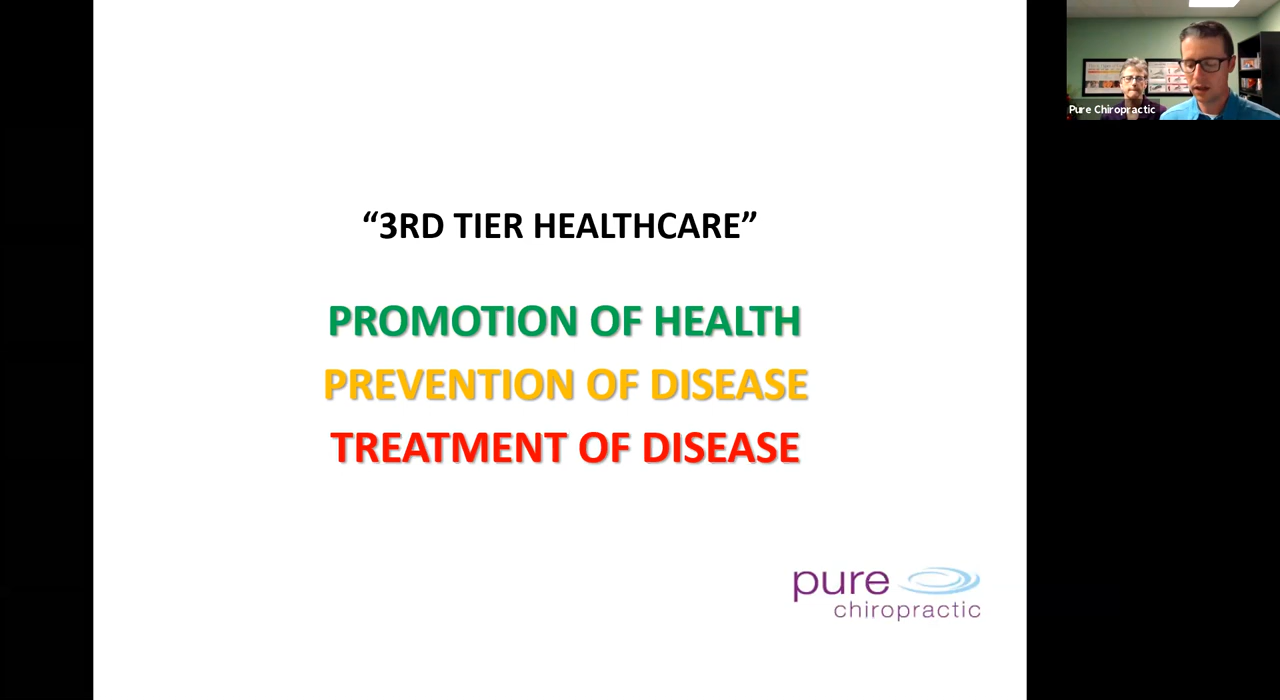 “3RD TIER HEALTHCARE”
PROMOTION OF HEALTH
PREVENTION OF DISEASE
TREATMENT OF DISEASE
pure
chiropractic
Pure Chiropractic